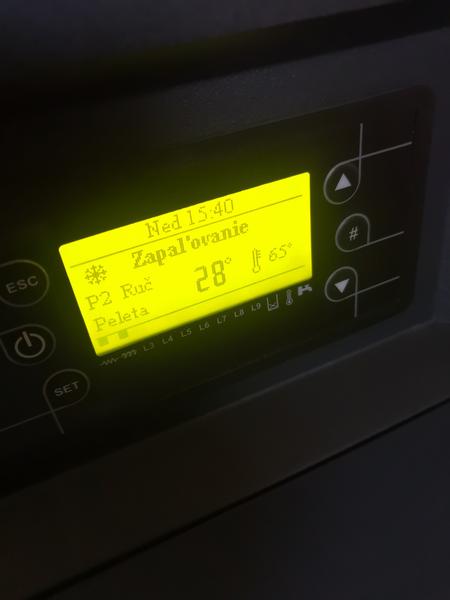 Ned 15:40
Zapaľovanie
P2 Ruč 28° 65°
Peleta
L3 L4 L5 L6 L7 L8 L9
ESC
SET
#